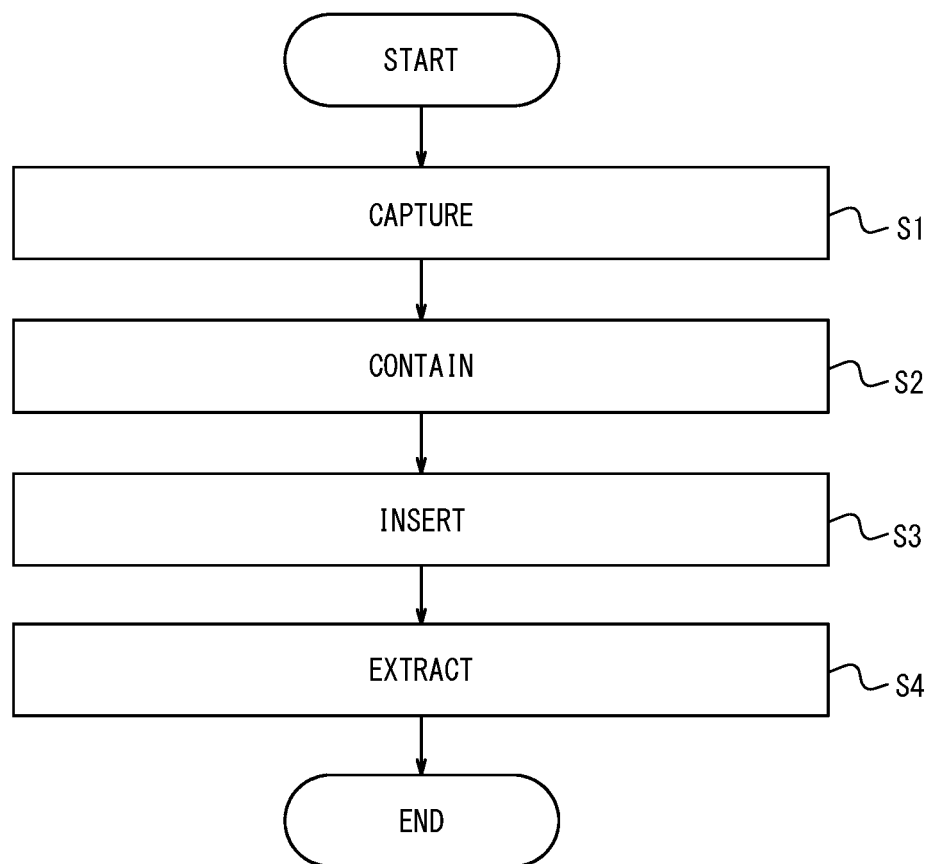 START
CAPTURE
S1
CONTAIN
S2
INSERT
S3
EXTRACT
S4
END